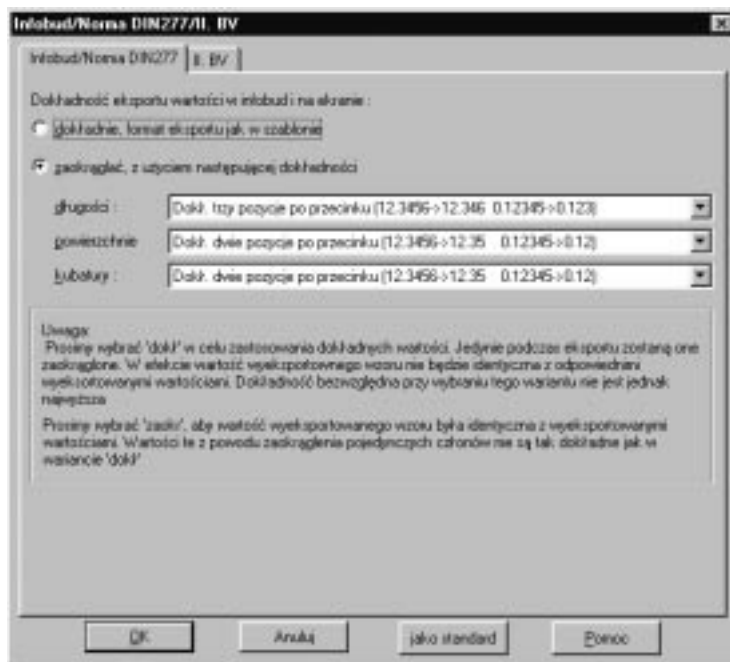 Infobud/Norma DIN277/II. BV
Infobud/Norma DIN277 II. BV
Dokładność eksportu wartości w infobud i na ekranie :
dokładnie, format eksportu jak w szablonie
zaokrąglać, z użyciem następującej dokładności
długości : Dokł. trzy pozycje po przecinku (12.3456->12.346 0.12345->0.123)
powierzchnie Dokł. dwie pozycje po przecinku (12.3456->12.35 0.12345->0.12)
kubatury : Dokł. dwie pozycje po przecinku (12.3456->12.35 0.12345->0.12)
Uwaga:
Prosimy wybrać 'dokł' w celu zastosowania dokładnych wartości. Jedynie podczas eksportu zostaną one
zaokrąglone. W efekcie wartość wyeksportowanego wzoru nie będzie identyczna z odpowiednimi
wyeksortowanymi wartościami. Dokładność bezwzględna przy wybraniu tego wariantu nie jest jednak
najwyższa
Prosimy wybrać 'zaokr', aby wartość wyeksportowanego wzoru była identyczna z wyeksportowanymi
wartościami. Wartości te z powodu zaokrąglenia pojedynczych członów nie są tak dokładne jak w
wariancie 'dokł'
OK Anuluj jako standard Pomoc